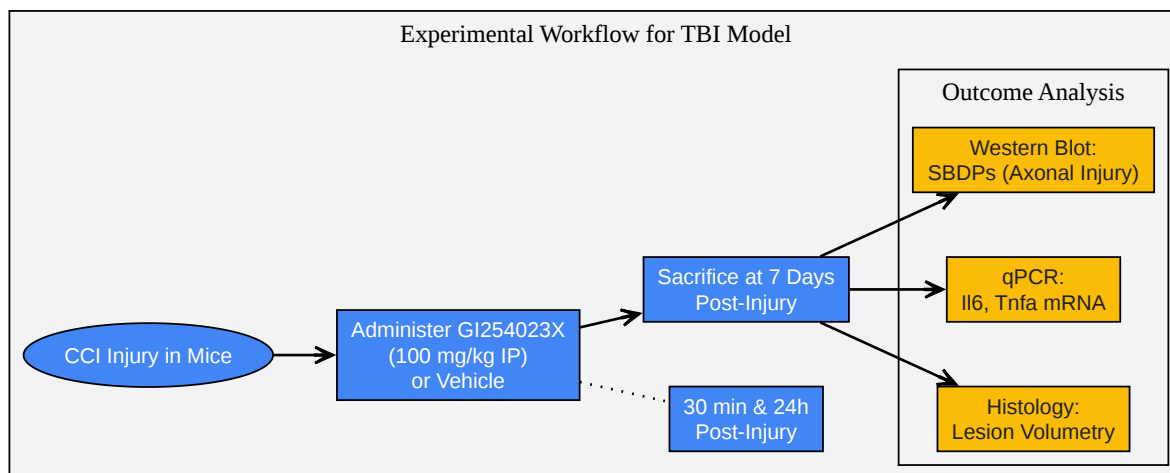 Experimental Workflow for TBI Model
Outcome Analysis
CCI Injury in Mice
Administer GI254023X
(100 mg/kg IP)
or Vehicle
30 min & 24h
Post-Injury
Sacrifice at 7 Days
Post-Injury
Western Blot:
SBDPs (Axonal Injury)
qPCR:
Il6, Tnfa mRNA
Histology:
Lesion Volumetry